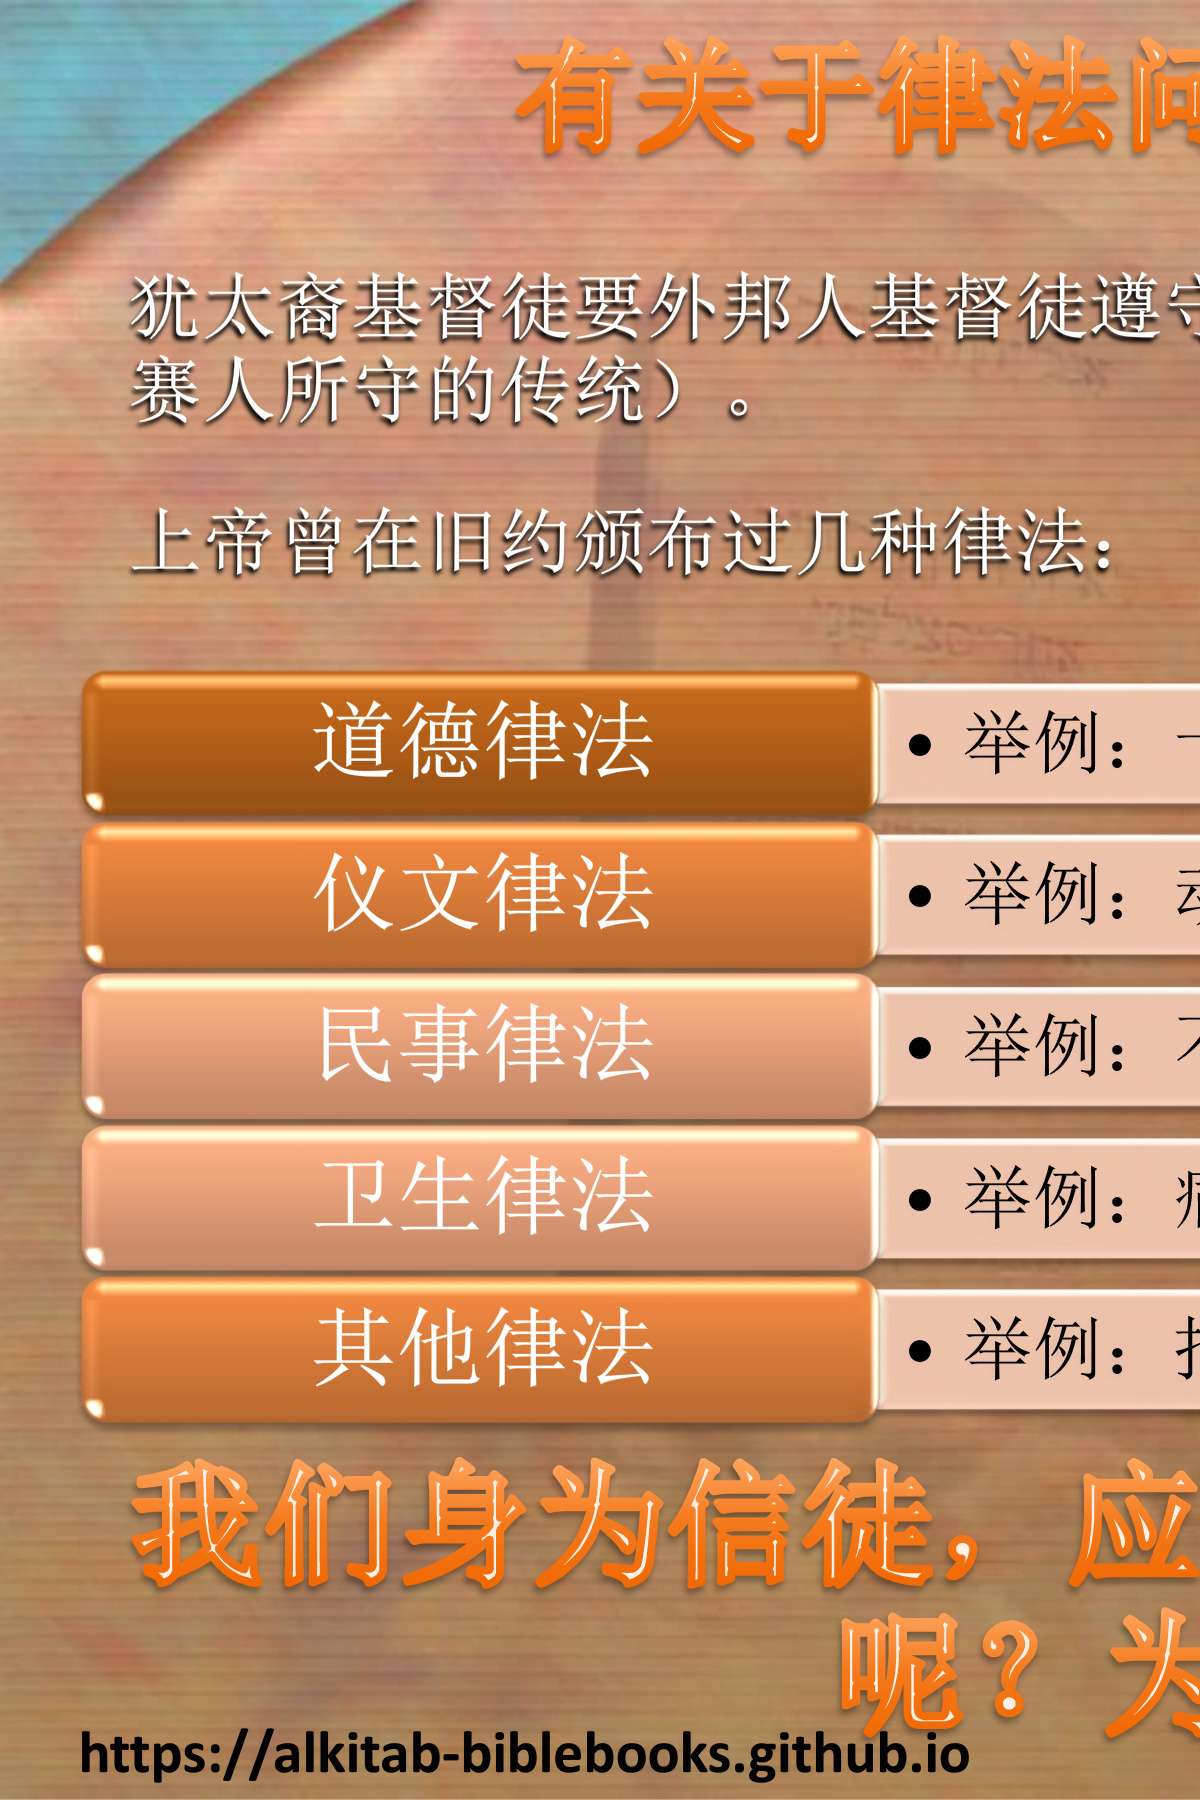 有关于律法问
犹太裔基督徒要外邦人基督徒遵守
赛人所守的传统）。
上帝曾在旧约颁布过几种律法：
道德律法
• 举例：
仪文律法
• 举例：动
民事律法
• 举例：不
卫生律法
• 举例：
其他律法
• 举例：
我们身为信徒，应
呢？为
https://alkitab-biblebooks.github.io